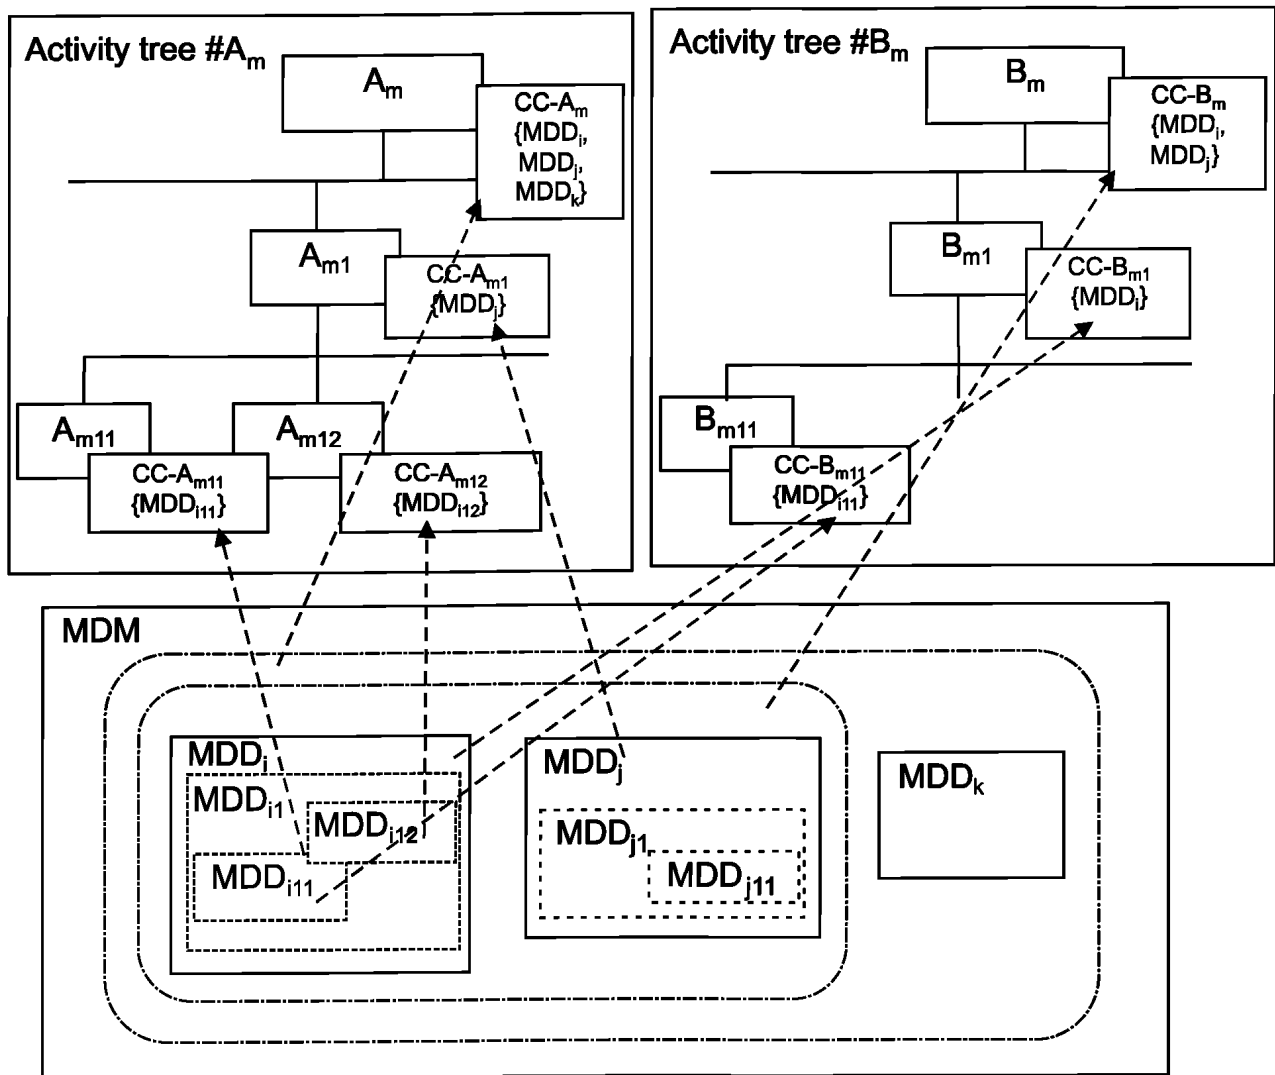 Activity tree #Am
Am
CC-Am
{MDDi,
MDDj,
MDDk}
Am1
CC-Am1
{MDDj}
Am11
CC-Am11
{MDDi11}
Am12
CC-Am12
{MDDi12}
Activity tree #Bm
Bm
CC-Bm
{MDDi,
MDDj}
Bm1
CC-Bm1
{MDDi}
Bm11
CC-Bm11
{MDDi11}
MDM
MDDi
MDDi1
MDDi12
MDDi11
MDDj
MDDj1
MDDj11
MDDk